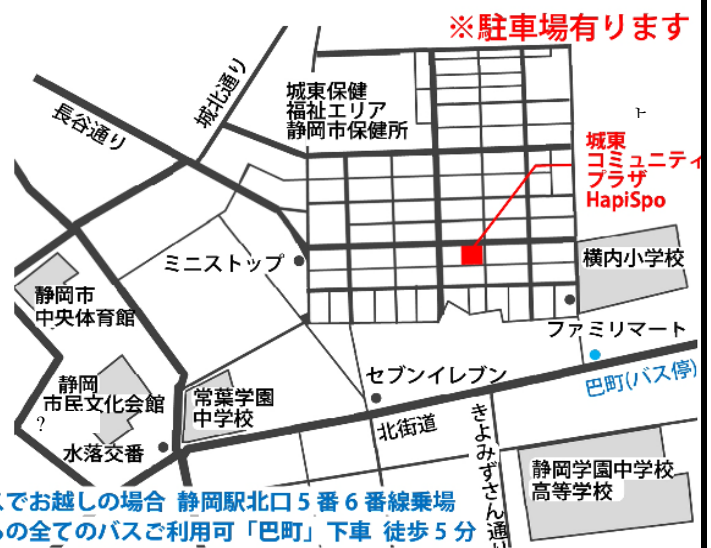 ※駐車場有ります
城北通り
長谷通り
城東保健
福祉エリア
静岡市保健所
ト
城東
コミュニティ
プラザ
HapiSpo
ミニストップ
横内小学校
静岡市
中央体育館
ファミリマート
静岡
市民文化会館
?
常葉学園
中学校
セブンイレブン
巴町(バス停)
北街道
水落交番
きよみずさん通り
静岡学園中学校
高等学校
スでお越しの場合 静岡駅北口5番6番線乗場
らの全てのバスご利用可「巴町」下車 徒歩5分